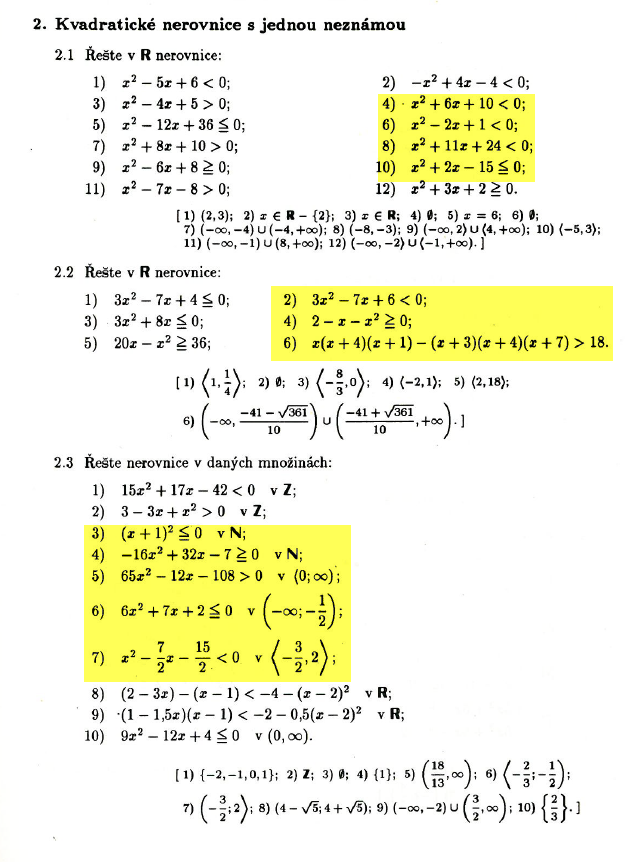 2. Kvadratické nerovnice s jednou neznámou
2.1 Řešte v R nerovnice:
1) x² − 5x + 6 < 0; 2) −x² + 4x − 4 < 0;
3) x² − 4x + 5 > 0; 4) x² + 6x + 10 < 0;
5) x² − 12x + 36 ≦ 0; 6) x² − 2x + 1 < 0;
7) x² + 8x + 10 > 0; 8) x² + 11x + 24 < 0;
9) x² − 6x + 8 ≧ 0; 10) x² + 2x − 15 ≦ 0;
11) x² − 7x − 8 > 0; 12) x² + 3x + 2 ≧ 0.
[ 1) (2,3); 2) x ∈ R − {2}; 3) x ∈ R; 4) ∅; 5) x = 6; 6) ∅;
7) (−∞, −4) ∪ (−4, +∞); 8) (−8, −3); 9) (−∞, 2⟩ ∪ ⟨4, +∞); 10) ⟨−5, 3⟩;
11) (−∞, −1) ∪ (8, +∞); 12) (−∞, −2⟩ ∪ ⟨−1, +∞). ]
2.2 Řešte v R nerovnice:
1) 3x² − 7x + 4 ≦ 0; 2) 3x² − 7x + 6 < 0;
3) 3x² + 8x ≦ 0; 4) 2 − x − x² ≧ 0;
5) 20x − x² ≧ 36; 6) x(x + 4)(x + 1) − (x + 3)(x + 4)(x + 7) > 18.
[ 1) ⟨1, 1/4⟩; 2) ∅; 3) ⟨−8/3, 0⟩; 4) ⟨−2, 1⟩; 5) ⟨2, 18⟩;
6) (−∞, (−41 − √361)/10) ∪ ((−41 + √361)/10, +∞). ]
2.3 Řešte nerovnice v daných množinách:
1) 15x² + 17x − 42 < 0 v Z;
2) 3 − 3x + x² > 0 v Z;
3) (x + 1)² ≦ 0 v N;
4) −16x² + 32x − 7 ≧ 0 v N;
5) 65x² − 12x − 108 > 0 v ⟨0; ∞);
6) 6x² + 7x + 2 ≦ 0 v (−∞; −1/2);
7) x² − 7/2x − 15/2 < 0 v ⟨−3/2, 2⟩;
8) (2 − 3x) − (x − 1) < −4 − (x − 2)² v R;
9) (1 − 1,5x)(x − 1) < −2 − 0,5(x − 2)² v R;
10) 9x² − 12x + 4 ≦ 0 v (0, ∞).
[ 1) {−2, −1, 0, 1}; 2) Z; 3) ∅; 4) {1}; 5) (18/13, ∞); 6) ⟨−2/3; −1/2);
7) (−3/2; 2⟩; 8) (4 − √5; 4 + √5); 9) (−∞, −2) ∪ (3/2, ∞); 10) {2/3}. ]